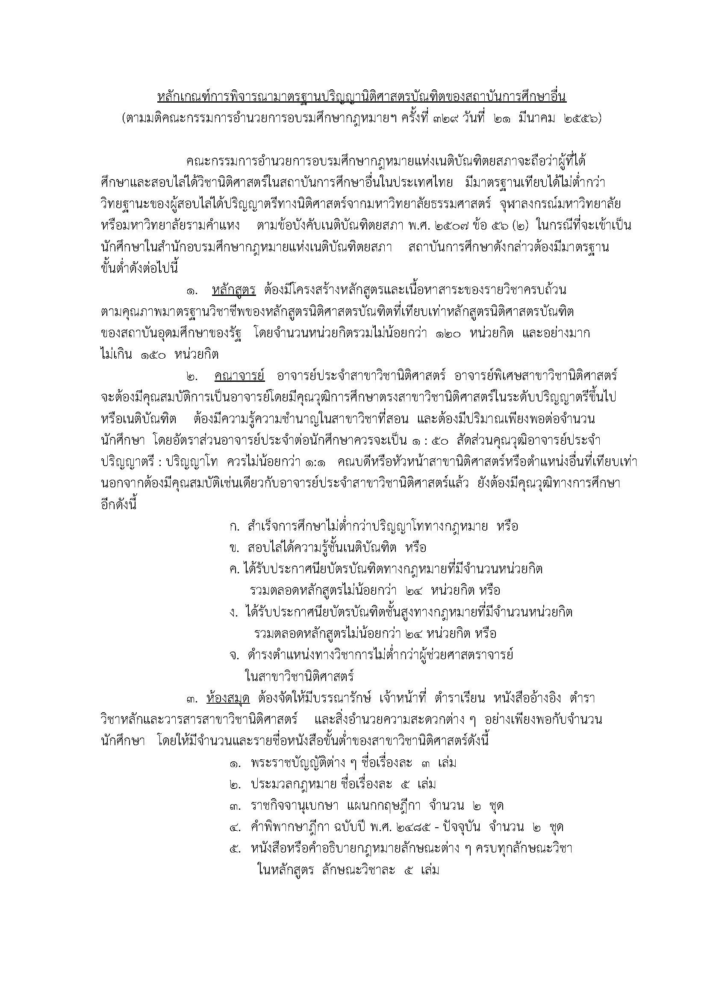 หลักเกณฑ์การพิจารณามาตรฐานปริญญานิติศาสตรบัณฑิตของสถาบันการศึกษาอื่น
(ตามมติคณะกรรมการอำนวยการอบรมศึกษากฎหมายฯ ครั้งที่ ๓๒๙ วันที่ ๒๑ มีนาคม ๒๕๕๖)
คณะกรรมการอำนวยการอบรมศึกษากฎหมายแห่งเนติบัณฑิตยสภาจะถือว่าผู้ที่ได้
ศึกษาและสอบไล่ได้วิชานิติศาสตร์ในสถาบันการศึกษาอื่นในประเทศไทย มีมาตรฐานเทียบได้ไม่ต่ำกว่า
วิทยฐานะของผู้สอบไล่ได้ปริญญาตรีทางนิติศาสตร์จากมหาวิทยาลัยธรรมศาสตร์ จุฬาลงกรณ์มหาวิทยาลัย
หรือมหาวิทยาลัยรามคำแหง ตามข้อบังคับเนติบัณฑิตยสภา พ.ศ. ๒๕๐๗ ข้อ ๕๖ (๒) ในกรณีที่จะเข้าเป็น
นักศึกษาในสำนักอบรมศึกษากฎหมายแห่งเนติบัณฑิตยสภา สถาบันการศึกษาดังกล่าวต้องมีมาตรฐาน
ขั้นต่ำดังต่อไปนี้
๑. หลักสูตร ต้องมีโครงสร้างหลักสูตรและเนื้อหาสาระของรายวิชาครบถ้วน
ตามคุณภาพมาตรฐานวิชาชีพของหลักสูตรนิติศาสตรบัณฑิตที่เทียบเท่าหลักสูตรนิติศาสตรบัณฑิต
ของสถาบันอุดมศึกษาของรัฐ โดยจำนวนหน่วยกิตรวมไม่น้อยกว่า ๑๒๐ หน่วยกิต และอย่างมาก
ไม่เกิน ๑๕๐ หน่วยกิต
๒. คณาจารย์ อาจารย์ประจำสาขาวิชานิติศาสตร์ อาจารย์พิเศษสาขาวิชานิติศาสตร์
จะต้องมีคุณสมบัติการเป็นอาจารย์โดยมีคุณวุฒิการศึกษาตรงสาขาวิชานิติศาสตร์ในระดับปริญญาตรีขึ้นไป
หรือเนติบัณฑิต ต้องมีความรู้ความชำนาญในสาขาวิชาที่สอน และต้องมีปริมาณเพียงพอต่อจำนวน
นักศึกษา โดยอัตราส่วนอาจารย์ประจำต่อนักศึกษาควรจะเป็น ๑ : ๕๐ สัดส่วนคุณวุฒิอาจารย์ประจำ
ปริญญาตรี : ปริญญาโท ควรไม่น้อยกว่า ๑:๑ คณบดีหรือหัวหน้าสาขานิติศาสตร์หรือตำแหน่งอื่นที่เทียบเท่า
นอกจากต้องมีคุณสมบัติเช่นเดียวกับอาจารย์ประจำสาขาวิชานิติศาสตร์แล้ว ยังต้องมีคุณวุฒิทางการศึกษา
อีกดังนี้
ก. สำเร็จการศึกษาไม่ต่ำกว่าปริญญาโททางกฎหมาย หรือ
ข. สอบไล่ได้ความรู้ชั้นเนติบัณฑิต หรือ
ค. ได้รับประกาศนียบัตรบัณฑิตทางกฎหมายที่มีจำนวนหน่วยกิต
รวมตลอดหลักสูตรไม่น้อยกว่า ๒๔ หน่วยกิต หรือ
ง. ได้รับประกาศนียบัตรบัณฑิตชั้นสูงทางกฎหมายที่มีจำนวนหน่วยกิต
รวมตลอดหลักสูตรไม่น้อยกว่า ๒๔ หน่วยกิต หรือ
จ. ดำรงตำแหน่งทางวิชาการไม่ต่ำกว่าผู้ช่วยศาสตราจารย์
ในสาขาวิชานิติศาสตร์
๓. ห้องสมุด ต้องจัดให้มีบรรณารักษ์ เจ้าหน้าที่ ตำราเรียน หนังสืออ้างอิง ตำรา
วิชาหลักและวารสารสาขาวิชานิติศาสตร์ และสิ่งอำนวยความสะดวกต่าง ๆ อย่างเพียงพอกับจำนวน
นักศึกษา โดยให้มีจำนวนและรายชื่อหนังสือขั้นต่ำของสาขาวิชานิติศาสตร์ดังนี้
๑. พระราชบัญญัติต่าง ๆ ชื่อเรื่องละ ๓ เล่ม
๒. ประมวลกฎหมาย ชื่อเรื่องละ ๕ เล่ม
๓. ราชกิจจานุเบกษา แผนกกฤษฎีกา จำนวน ๒ ชุด
๔. คำพิพากษาฎีกา ฉบับปี พ.ศ. ๒๔๘๕ - ปัจจุบัน จำนวน ๒ ชุด
๕. หนังสือหรือคำอธิบายกฎหมายลักษณะต่าง ๆ ครบทุกลักษณะวิชา
ในหลักสูตร ลักษณะวิชาละ ๕ เล่ม